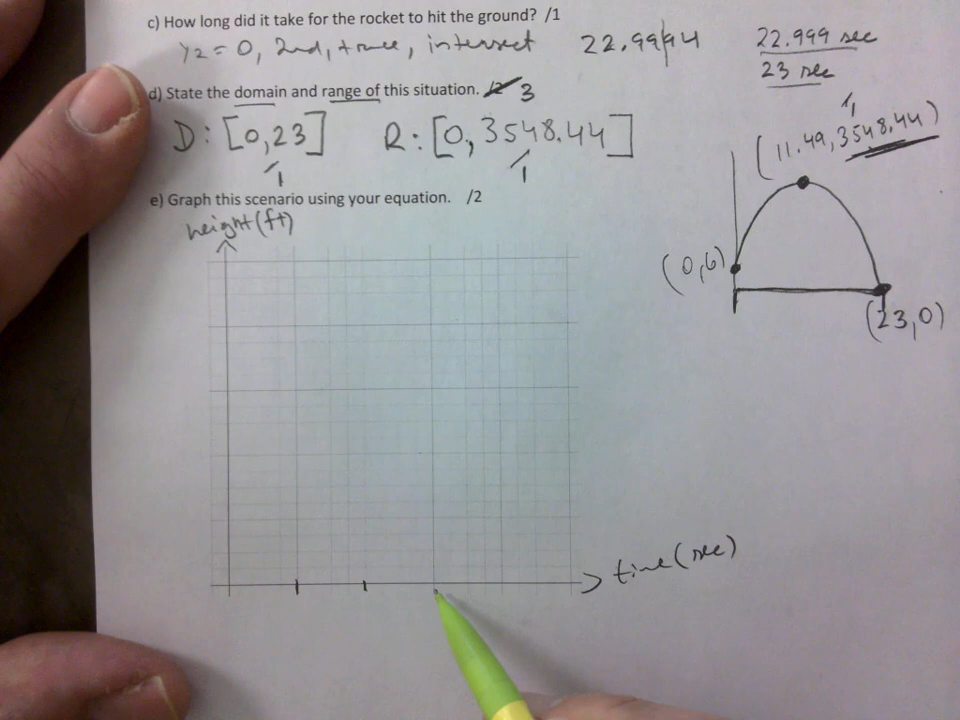 c) How long did it take for the rocket to hit the ground? /1
Y2 = 0, 2nd, trace, intersect 22.9994 22.999 sec
23 sec
d) State the domain and range of this situation. /2 3
D: [0,23] R: [0, 3548.44]
1 1
1
(11.49, 3548.44)
e) Graph this scenario using your equation. /2
height (ft)
(0,6)
(23,0)
time (sec)